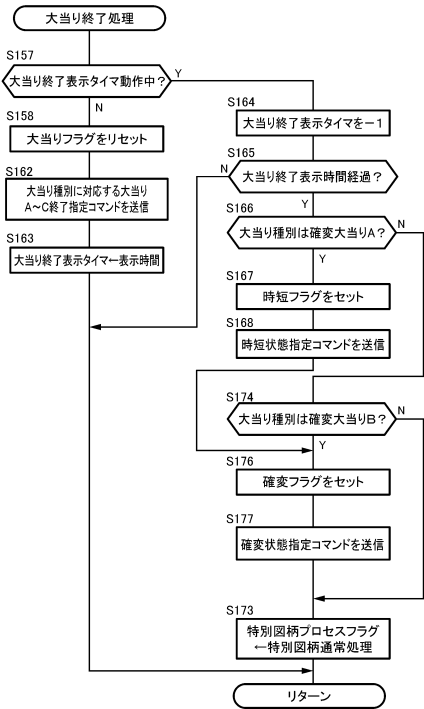 大当り終了処理
S157
大当り終了表示タイマ動作中?
Y
N
S158
大当りフラグをリセット
S162
大当り種別に対応する大当り
A～C終了指定コマンドを送信
S163
大当り終了表示タイマ←表示時間
S164
大当り終了表示タイマを－1
S165
大当り終了表示時間経過?
N
Y
S166
大当り種別は確変大当りA?
N
Y
S167
時短フラグをセット
S168
時短状態指定コマンドを送信
S174
大当り種別は確変大当りB?
N
Y
S176
確変フラグをセット
S177
確変状態指定コマンドを送信
S173
特別図柄プロセスフラグ
←特別図柄通常処理
リターン